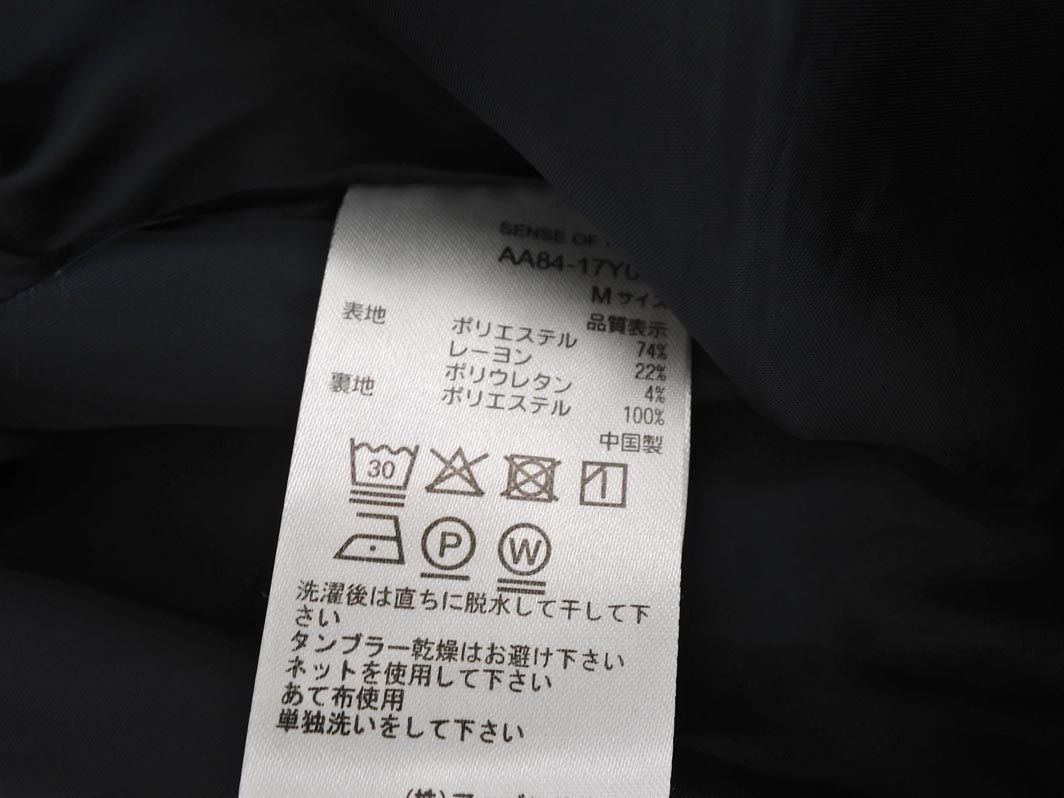 SENSE OF
AA84-17Y
Mサイズ
品質表示
表地 ポリエステル 74%
レーヨン 22%
ポリウレタン 4%
裏地 ポリエステル 100%
中国製
30
P W
洗濯後は直ちに脱水して干して下
さい
タンブラー乾燥はお避け下さい
ネットを使用して下さい
あて布使用
単独洗いをして下さい